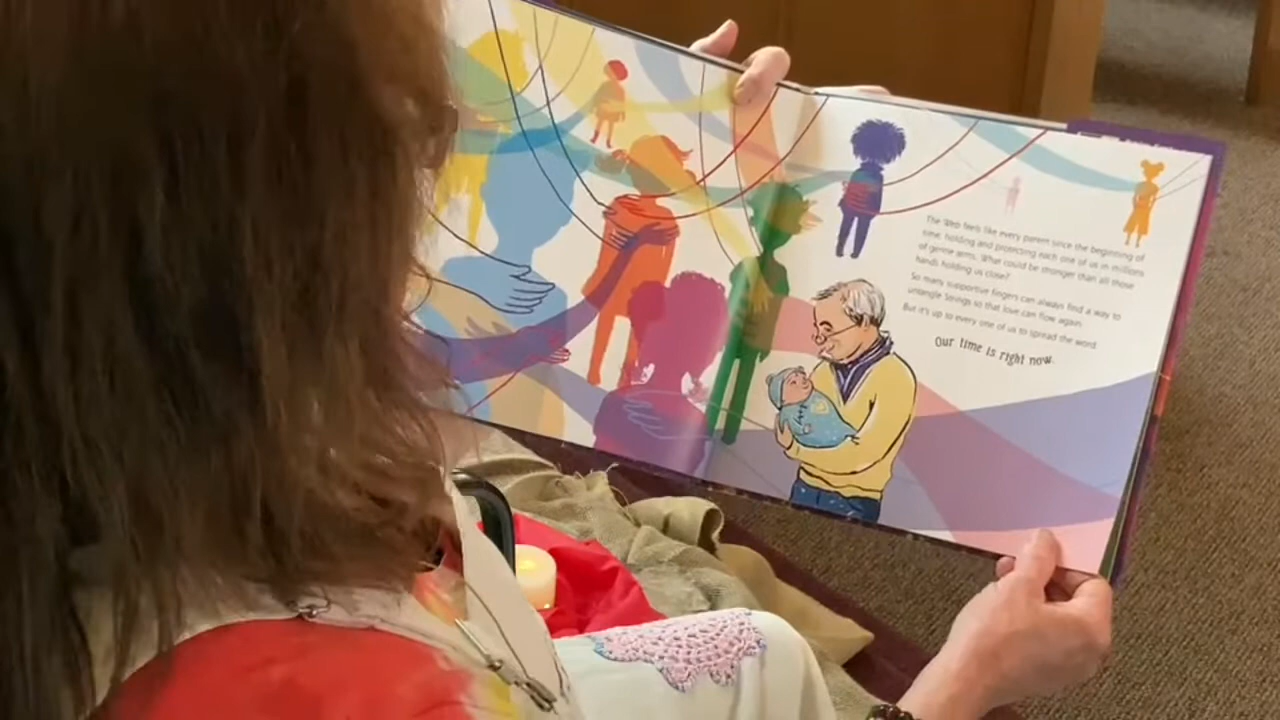 The Web feels like every parent since the beginning of
time, holding and protecting each one of us in millions
of gentle arms. What could be stronger than all those
hands holding us close?
So many supportive fingers can always find a way to
untangle strings so that love can flow again.
But it's up to every one of us to spread the word.
Our time is right now.